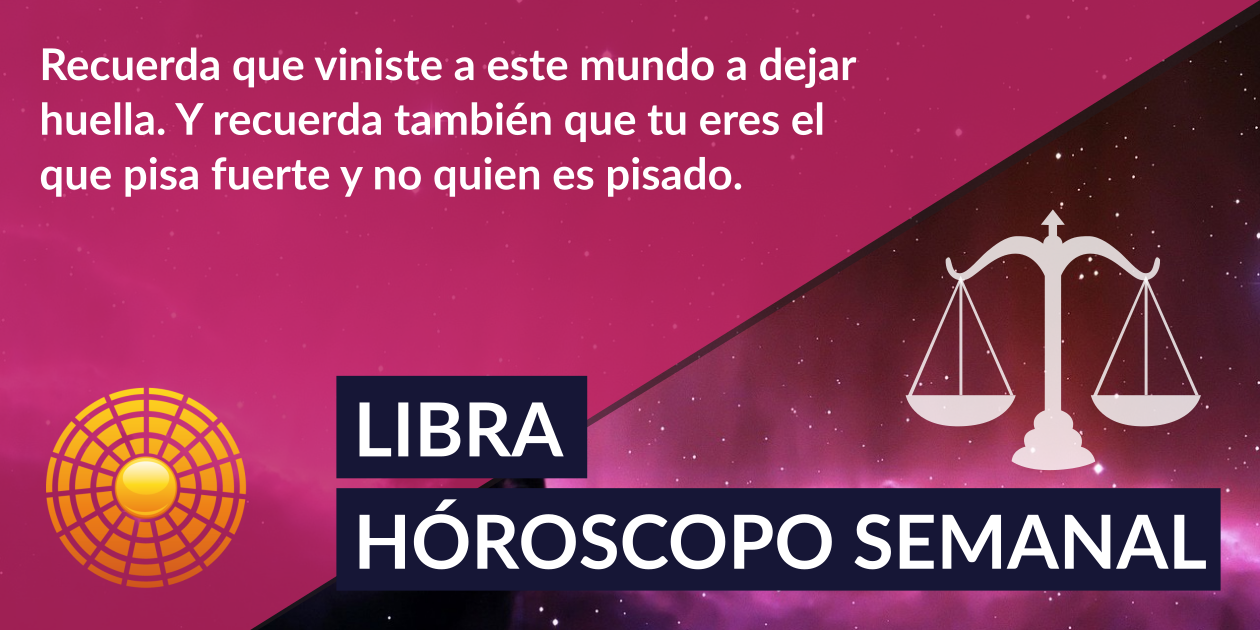 Recuerda que viniste a este mundo a dejar
huella. Y recuerda también que tu eres el
que pisa fuerte y no quien es pisado.
LIBRA
HÓROSCOPO SEMANAL